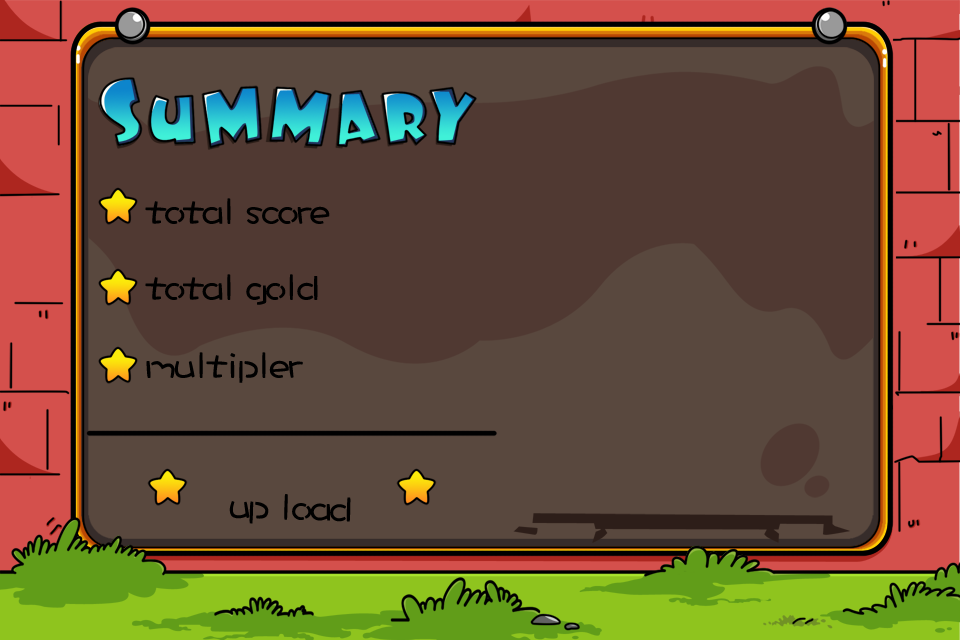 SUMMARY
total score
total gold
multipler
up load